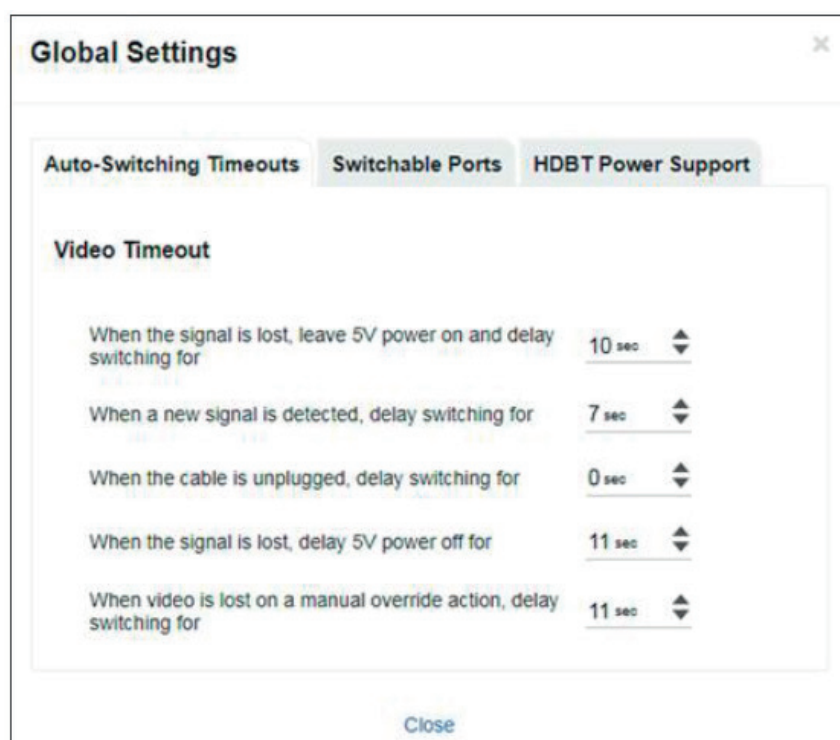 Global Settings
×
Auto-Switching Timeouts Switchable Ports HDBT Power Support
Video Timeout
When the signal is lost, leave 5V power on and delay
switching for
10 sec
When a new signal is detected, delay switching for
7 sec
When the cable is unplugged, delay switching for
0 sec
When the signal is lost, delay 5V power off for
11 sec
When video is lost on a manual override action, delay
switching for
11 sec
Close